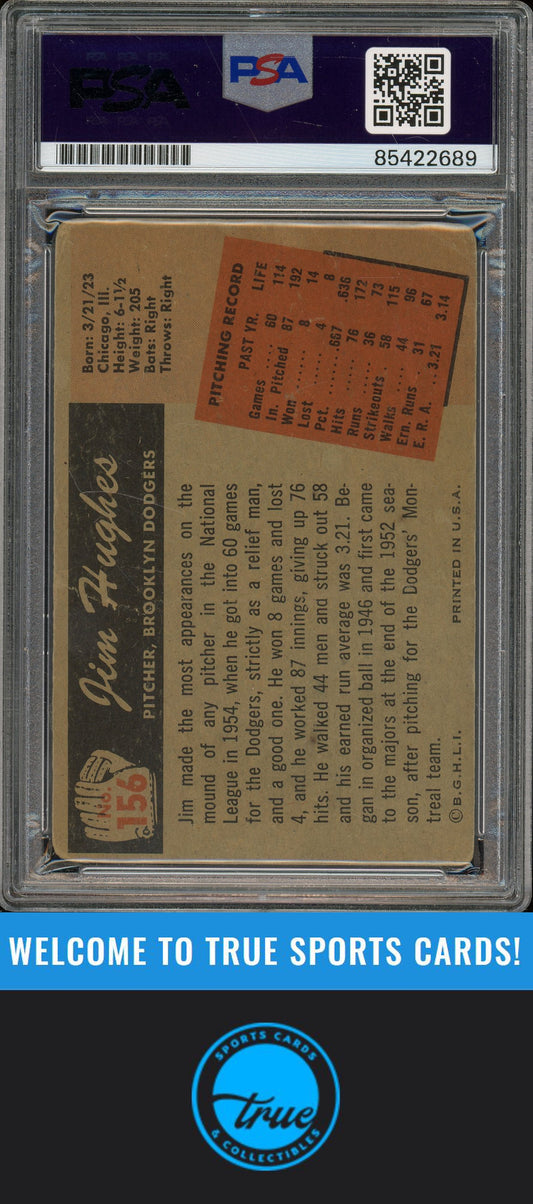 PSA
PSA
85422689
No.
156
Jim Hughes
PITCHER, BROOKLYN DODGERS
Born: 3/21/23
Chicago, Ill.
Height: 6-1½
Weight: 205
Bats: Right
Throws: Right
Jim made the most appearances on the
mound of any pitcher in the National
League in 1954, when he got into 60 games
for the Dodgers, strictly as a relief man,
and a good one. He won 8 games and lost
4, and he worked 87 innings, giving up 76
hits. He walked 44 men and struck out 58
and his earned run average was 3.21. Be-
gan in organized ball in 1946 and first came
to the majors at the end of the 1952 sea-
son, after pitching for the Dodgers' Mon-
treal team.
©B.G.H.L.I. PRINTED IN U.S.A.
PITCHING RECORD
PAST YR. LIFE
Games 60 114
In. Pitched 87 192
Won 8 14
Lost 4 8
Pct. .667 .636
Hits 76 172
Runs 36 73
Strikeouts 58 115
Walks 44 96
Ern. Runs 31 67
E. R. A. 3.21 3.14
WELCOME TO TRUE SPORTS CARDS!
SPORTS CARDS
true
& COLLECTIBLES